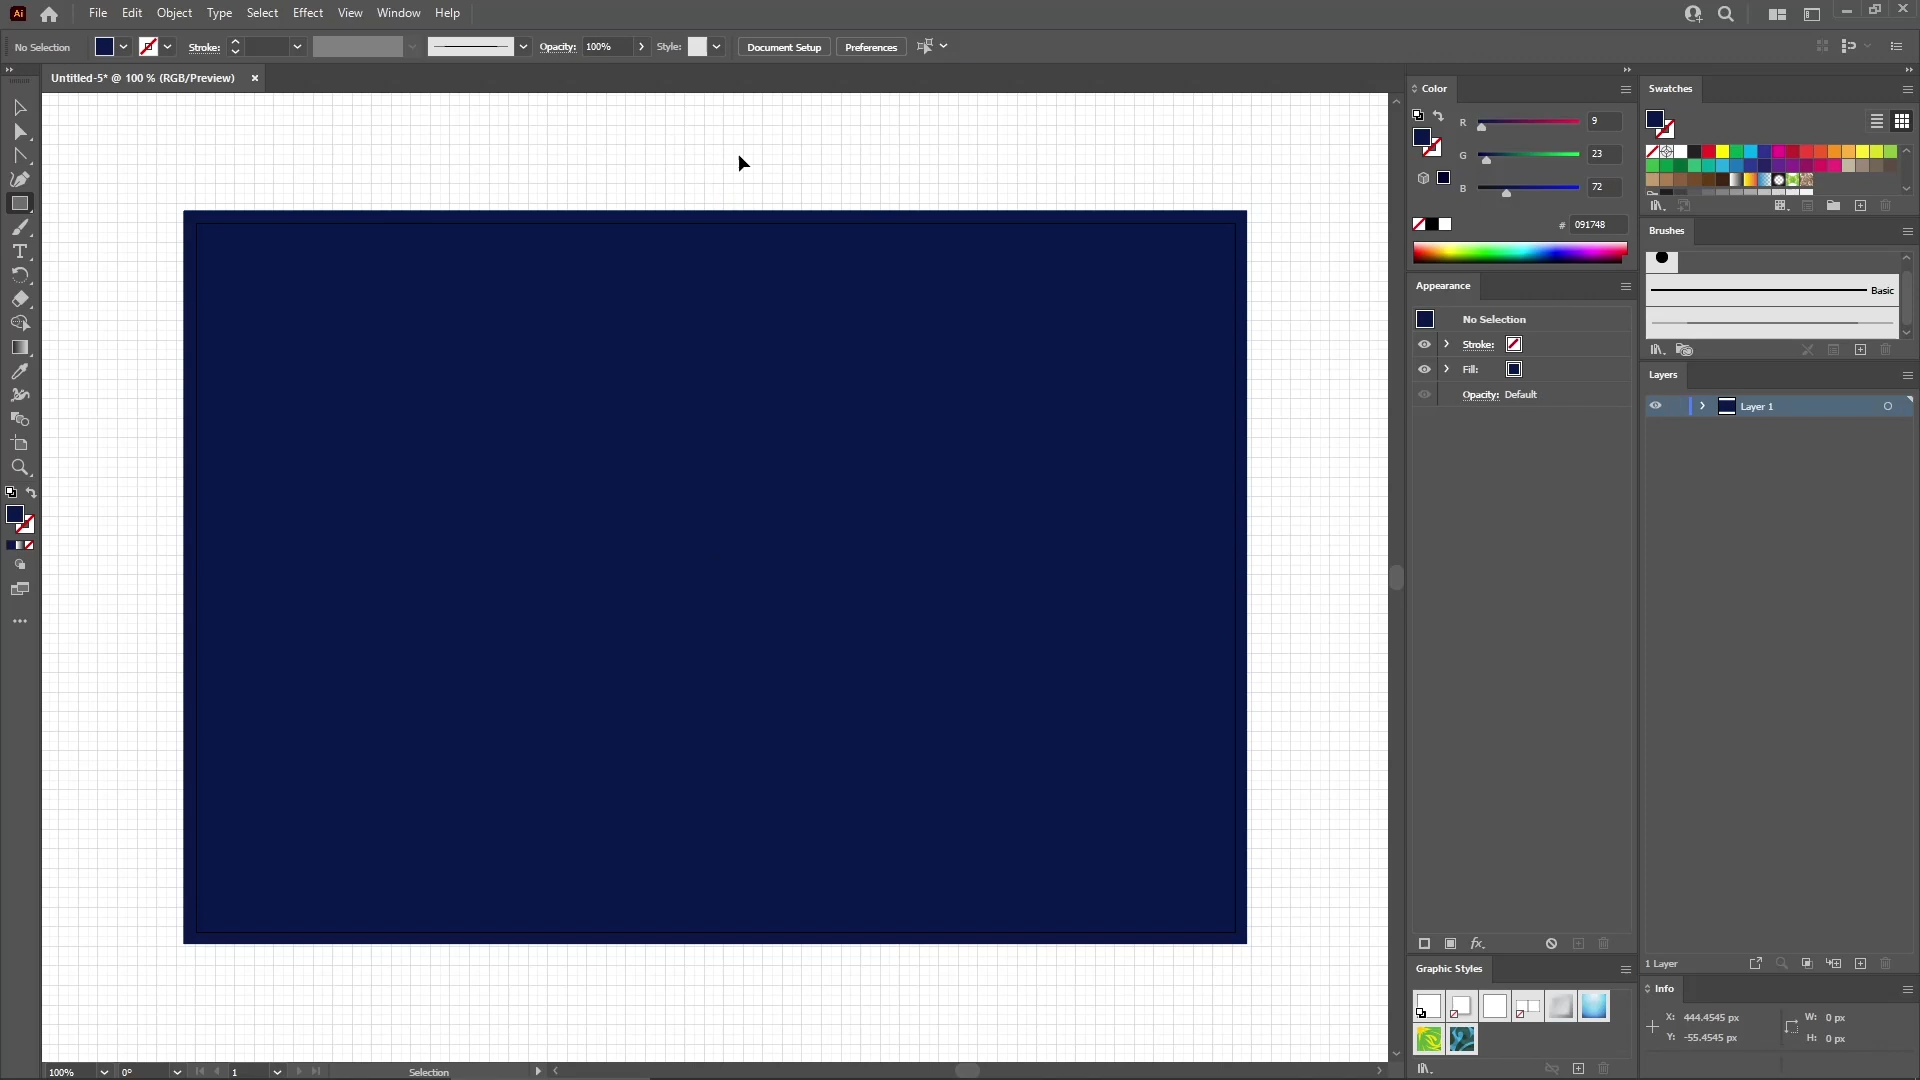 Ai File Edit Object Type Select Effect View Window Help
No Selection Stroke: Opacity: 100% Style: Document Setup Preferences
Untitled-5* @ 100 % (RGB/Preview) ×
Color
R 9
G 23
B 72
# 091748
Appearance
No Selection
Stroke:
Fill:
Opacity: Default
fx.
Graphic Styles
Swatches
Brushes
Basic
Layers
Layer 1
1 Layer
Info
X: 444.4545 px W: 0 px
Y: -55.4545 px H: 0 px
100% 0° 1 Selection